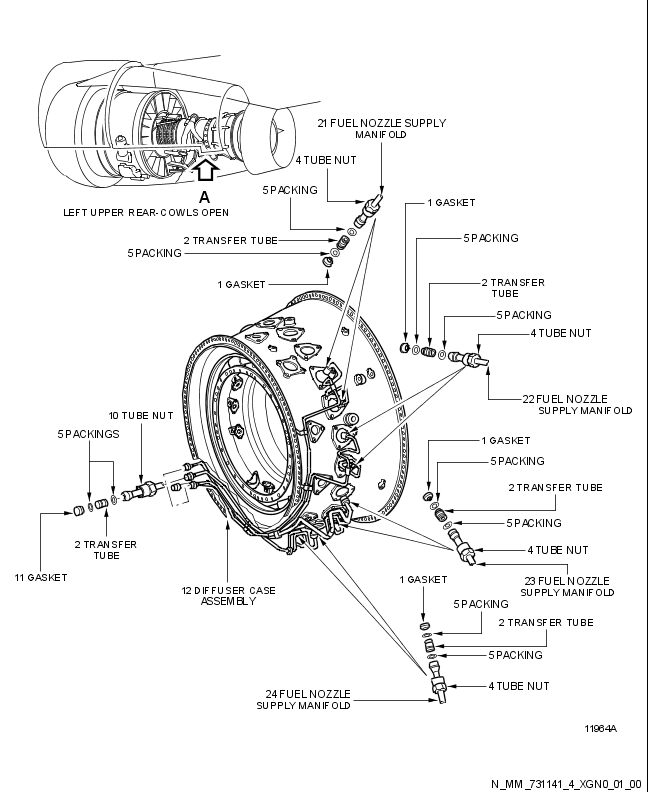 21 FUEL NOZZLE SUPPLY
MANIFOLD
4 TUBE NUT
5 PACKING
A
LEFT UPPER REAR-COWLS OPEN
1 GASKET
2 TRANSFER TUBE
5 PACKING
5 PACKING
1 GASKET
2 TRANSFER
TUBE
5 PACKING
4 TUBE NUT
22 FUEL NOZZLE
SUPPLY MANIFOLD
10 TUBE NUT
5 PACKINGS
1 GASKET
5 PACKING
2 TRANSFER TUBE
5 PACKING
2 TRANSFER
TUBE
4 TUBE NUT
11 GASKET
12 DIFFUSER CASE
ASSEMBLY
23 FUEL NOZZLE
SUPPLY MANIFOLD
1 GASKET
5 PACKING
2 TRANSFER TUBE
5 PACKING
4 TUBE NUT
24 FUEL NOZZLE
SUPPLY MANIFOLD
11964A
N_MM_731141_4_XGN0_01_00